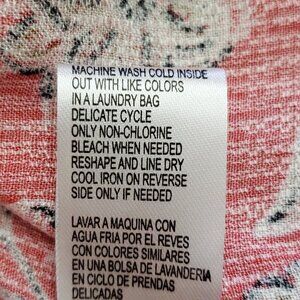 MACHINE WASH COLD INSIDE
OUT WITH LIKE COLORS
IN A LAUNDRY BAG
DELICATE CYCLE
ONLY NON-CHLORINE
BLEACH WHEN NEEDED
RESHAPE AND LINE DRY
COOL IRON ON REVERSE
SIDE ONLY IF NEEDED
LAVAR A MAQUINA CON
AGUA FRIA POR EL REVES
CON COLORES SIMILARES
EN UNA BOLSA DE LAVANDERIA
EN CICLO DE PRENDAS
DELICADAS